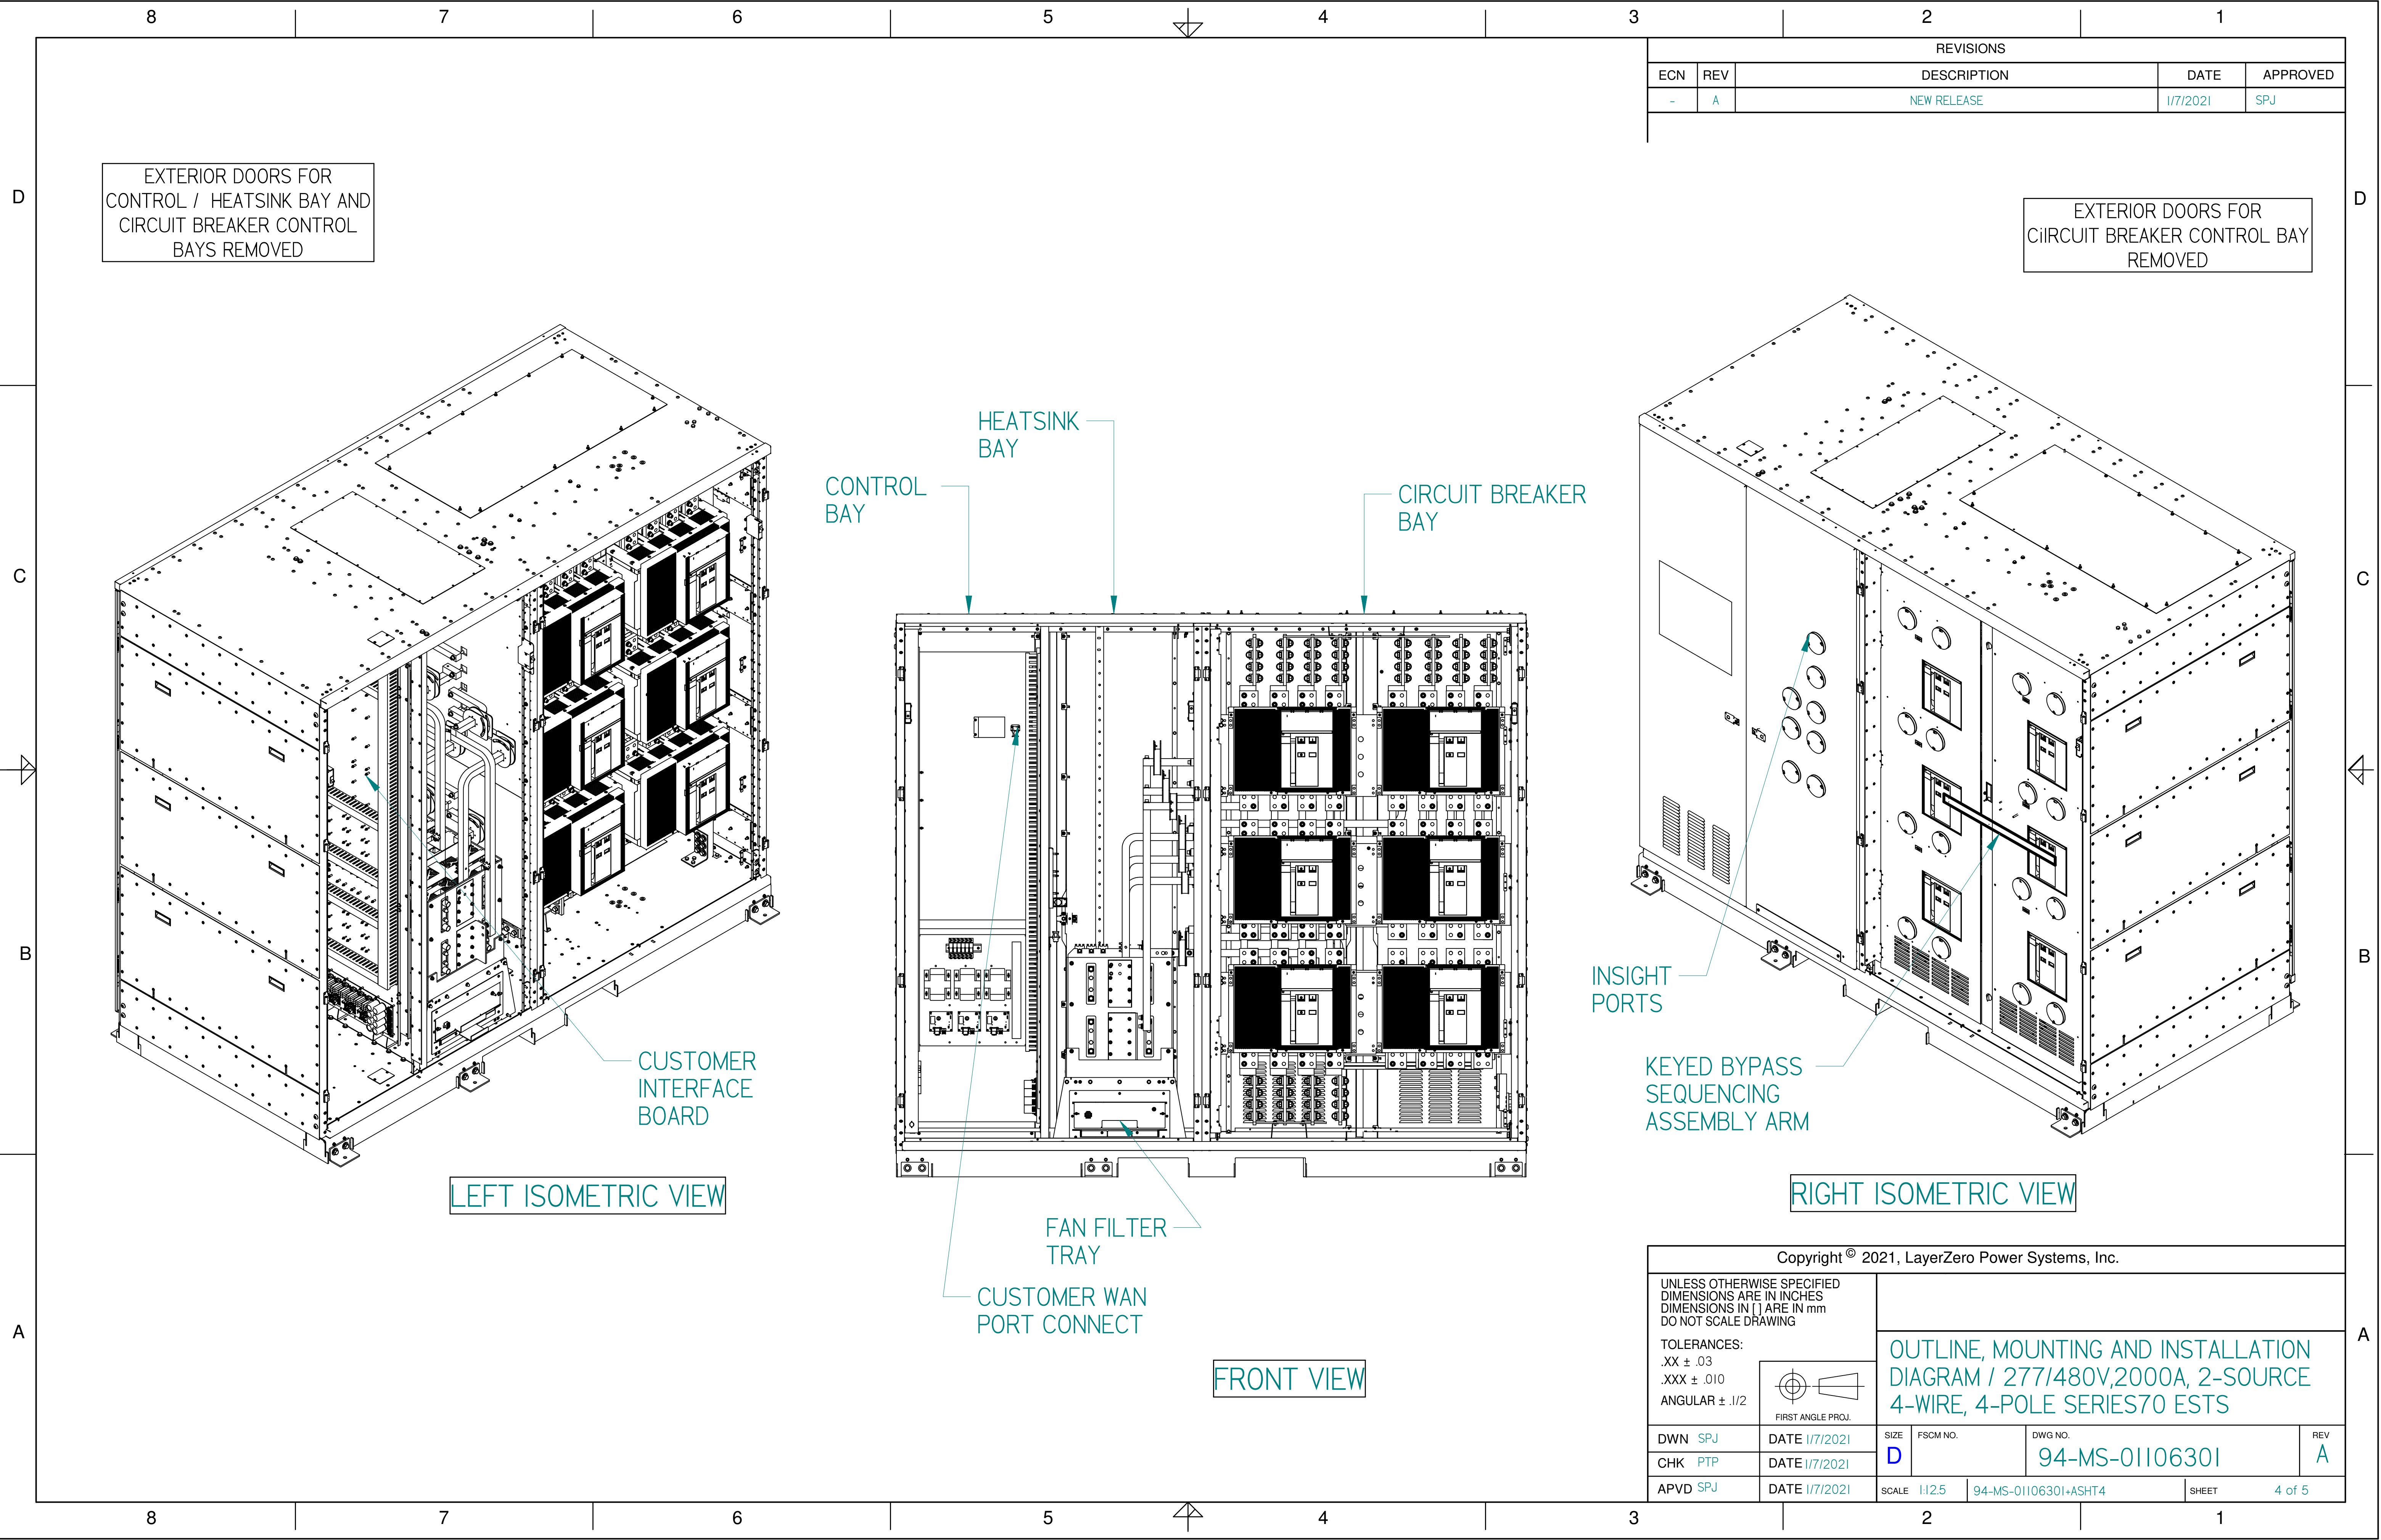 8 7 6 5 4 3 2 1
REVISIONS
ECN REV DESCRIPTION DATE APPROVED
- A NEW RELEASE 1/7/2021 SPJ
D
D
EXTERIOR DOORS FOR
CONTROL / HEATSINK BAY AND
CIRCUIT BREAKER CONTROL
BAYS REMOVED
EXTERIOR DOORS FOR
CiIRCUIT BREAKER CONTROL BAY
REMOVED
HEATSINK
BAY
CONTROL
BAY
CIRCUIT BREAKER
BAY
C
C
B
B
INSIGHT
PORTS
CUSTOMER
INTERFACE
BOARD
KEYED BYPASS
SEQUENCING
ASSEMBLY ARM
LEFT ISOMETRIC VIEW
RIGHT ISOMETRIC VIEW
FAN FILTER
TRAY
CUSTOMER WAN
PORT CONNECT
FRONT VIEW
A
A
Copyright © 2021, LayerZero Power Systems, Inc.
UNLESS OTHERWISE SPECIFIED
DIMENSIONS ARE IN INCHES
DIMENSIONS IN [ ] ARE IN mm
DO NOT SCALE DRAWING
TOLERANCES:
.XX ± .03
.XXX ± .010
ANGULAR ± .1/2
FIRST ANGLE PROJ.
OUTLINE, MOUNTING AND INSTALLATION
DIAGRAM / 277/480V,2000A, 2-SOURCE
4-WIRE, 4-POLE SERIES70 ESTS
DWN SPJ DATE 1/7/2021
CHK PTP DATE 1/7/2021
APVD SPJ DATE 1/7/2021
SIZE D FSCM NO. DWG NO. 94-MS-01106301 REV A
SCALE 1:12.5 94-MS-01106301+ASHT4 SHEET 4 of 5
8 7 6 5 4 3 2 1